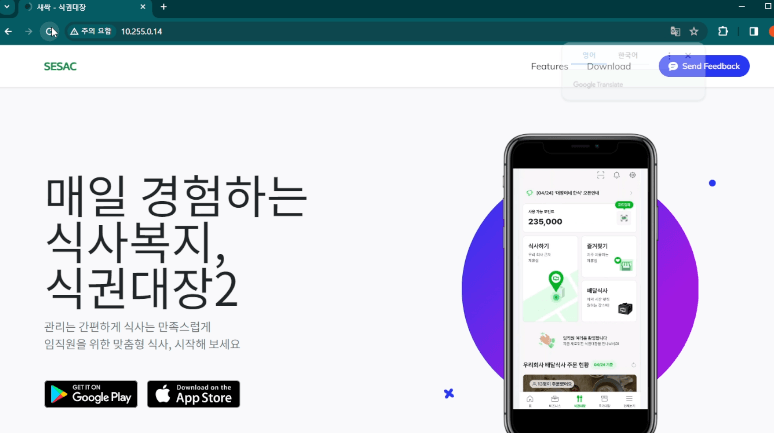 새싹 - 식권대장
주의 요함
10.255.0.14
SESAC
Features
Download
Send Feedback
영어
한국어
Google Translate
매일 경험하는
식사복지,
식권대장2
관리는 간편하게 식사는 만족스럽게
임직원을 위한 맞춤형 식사, 시작해 보세요
GET IT ON
Google Play
Download on the
App Store
235,000
식사하기
즐겨찾기
배달식사
우리회사 배달식사 주문 현황